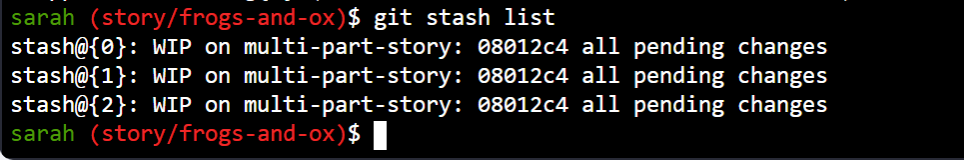 sarah (story/frogs-and-ox)$ git stash list
stash@{0}: WIP on multi-part-story: 08012c4 all pending changes
stash@{1}: WIP on multi-part-story: 08012c4 all pending changes
stash@{2}: WIP on multi-part-story: 08012c4 all pending changes
sarah (story/frogs-and-ox)$